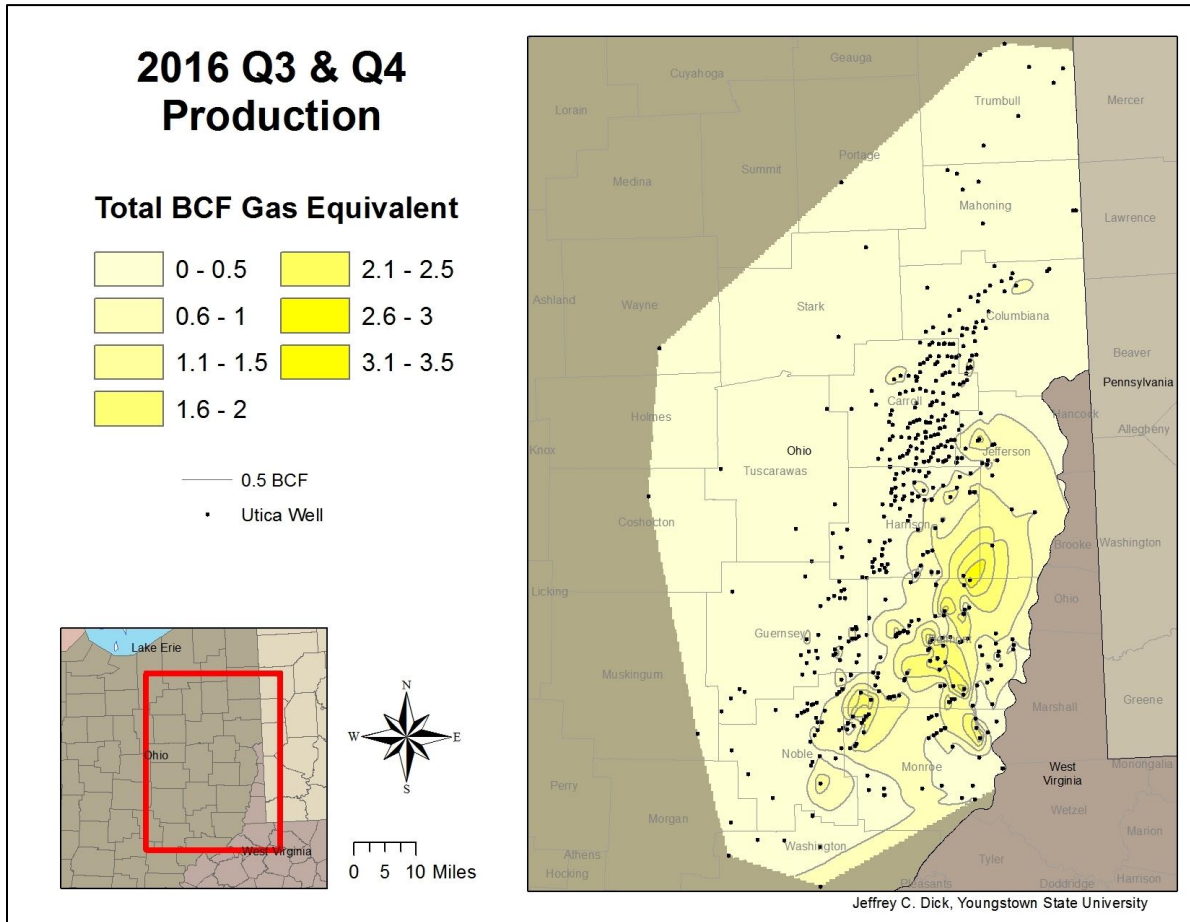 2016 Q3 & Q4
Production
Total BCF Gas Equivalent
0 - 0.5
2.1 - 2.5
0.6 - 1
2.6 - 3
1.1 - 1.5
3.1 - 3.5
1.6 - 2
0.5 BCF
Utica Well
Lake Erie
Ohio
West Virginia
N
W
E
S
0 5 10 Miles
Geauga
Cuyahoga
Lorain
Trumbull
Mercer
Portage
Summit
Medina
Mahoning
Lawrence
Ashland
Wayne
Stark
Columbiana
Beaver
Pennsylvania
Holmes
Carroll
Hancock
Allegheny
Knox
Ohio
Jefferson
Tuscarawas
Coshocton
Harrison
Brooke
Washington
Licking
Ohio
Guernsey
Belmont
Muskingum
Marshall
Greene
Noble
Monroe
West
Virginia
Monongalia
Perry
Wetzel
Morgan
Marion
Washington
Athens
Tyler
Hocking
Pleasants
Doddridge
Harrison
Jeffrey C. Dick, Youngstown State University